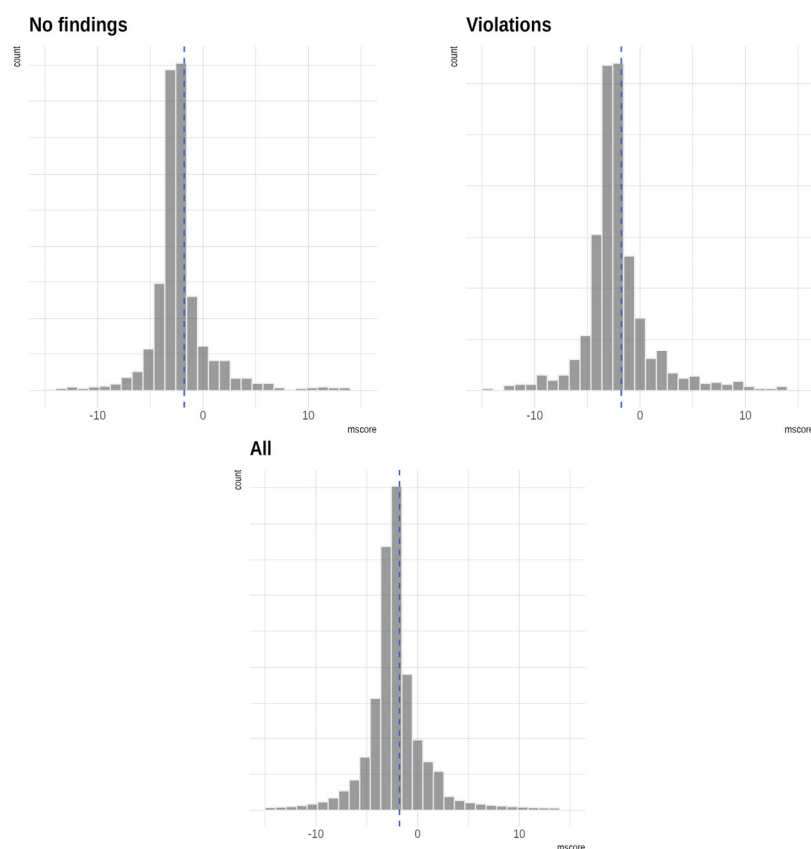 No findings
count
-10 0 10
mscore
Violations
count
-10 0 10
mscore
All
count
-10 0 10
mscore